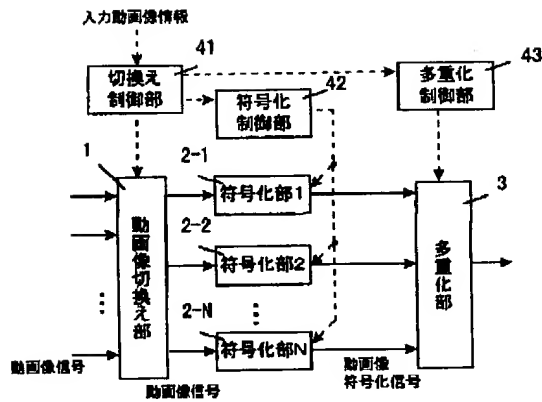 入力動画像情報
41
43
切換え
制御部
多重化
制御部
42
符号化
制御部
1
2-1
3
符号化部1
2-2
動画像切換え部
符号化部2
多重化部
2-N
符号化部N
動画像信号
動画像信号
動画像
符号化信号